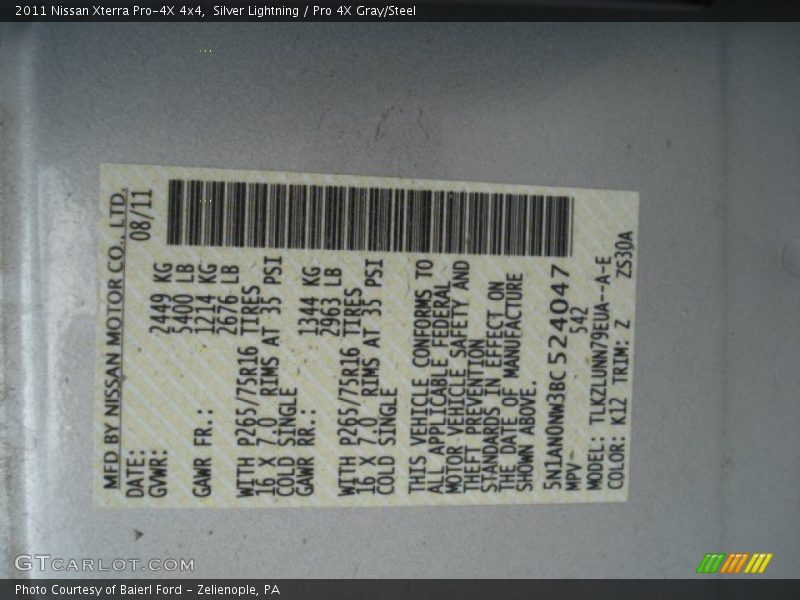 2011 Nissan Xterra Pro-4X 4x4,  Silver Lightning / Pro 4X Gray/Steel
MFD BY NISSAN MOTOR CO., LTD.
DATE: 08/11
GVWR: 2449 KG
5400 LB
GAWR FR.: 1214 KG
2676 LB
WITH P265/75R16 TIRES
16 X 7.0 RIMS AT 35 PSI
COLD SINGLE
GAWR RR.: 1344 KG
2963 LB
WITH P265/75R16 TIRES
16 X 7.0 RIMS AT 35 PSI
COLD SINGLE
THIS VEHICLE CONFORMS TO
ALL APPLICABLE FEDERAL
MOTOR VEHICLE SAFETY AND
THEFT PREVENTION
STANDARDS IN EFFECT ON
THE DATE OF MANUFACTURE
SHOWN ABOVE.
5N1AN0NW3BC524047
MPV 542
MODEL: TLKZLUNN79EUA--A-E
COLOR: K12 TRIM: Z ZS30A
GTCARLOT.COM
Photo Courtesy of Baierl Ford - Zelienople, PA